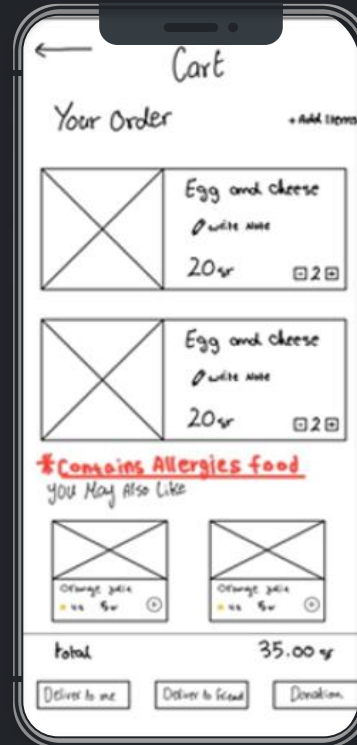 Cart
Your Order
+ Add Items
Egg and cheese
write Note
20 sr
2
Egg and cheese
write Note
20 sr
2
*Contains Allergies food
you May Also Like
Orange
5 sr
Orange
5 sr
total
35.00 sr
Deliver to me
Deliver to friend
Donation